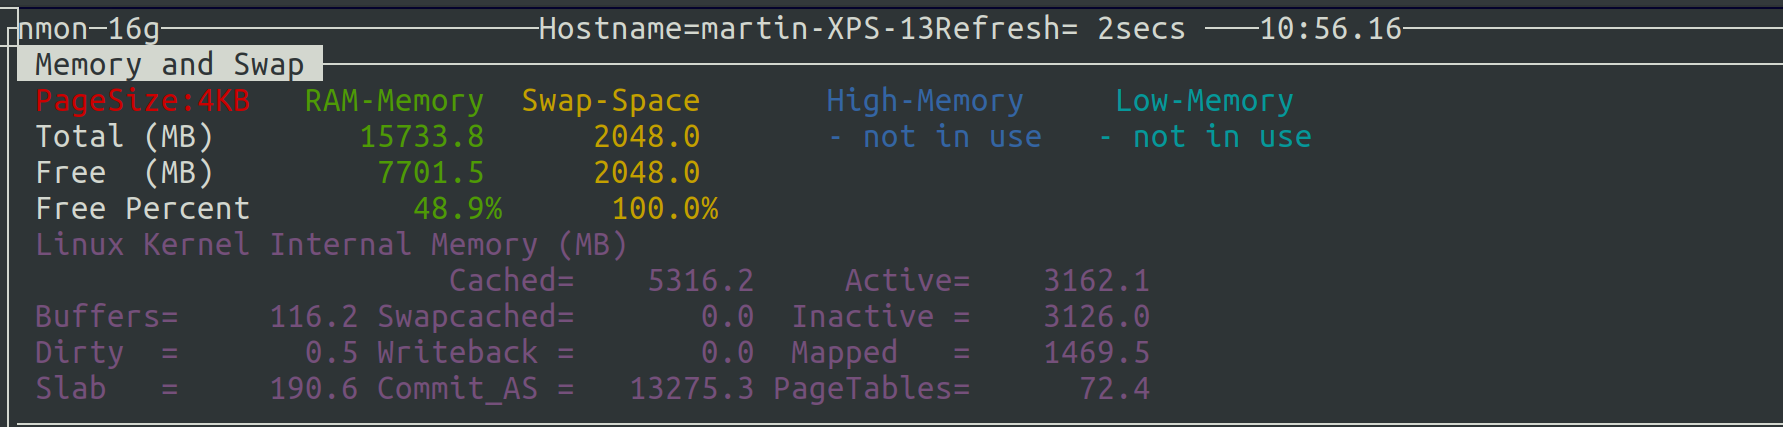 nmon-16g Hostname=martin-XPS-13Refresh= 2secs 10:56.16
Memory and Swap
PageSize:4KB RAM-Memory Swap-Space High-Memory Low-Memory
Total (MB) 15733.8 2048.0 - not in use - not in use
Free (MB) 7701.5 2048.0
Free Percent 48.9% 100.0%
Linux Kernel Internal Memory (MB)
Cached= 5316.2 Active= 3162.1
Buffers= 116.2 Swapcached= 0.0 Inactive = 3126.0
Dirty = 0.5 Writeback = 0.0 Mapped = 1469.5
Slab = 190.6 Commit_AS = 13275.3 PageTables= 72.4